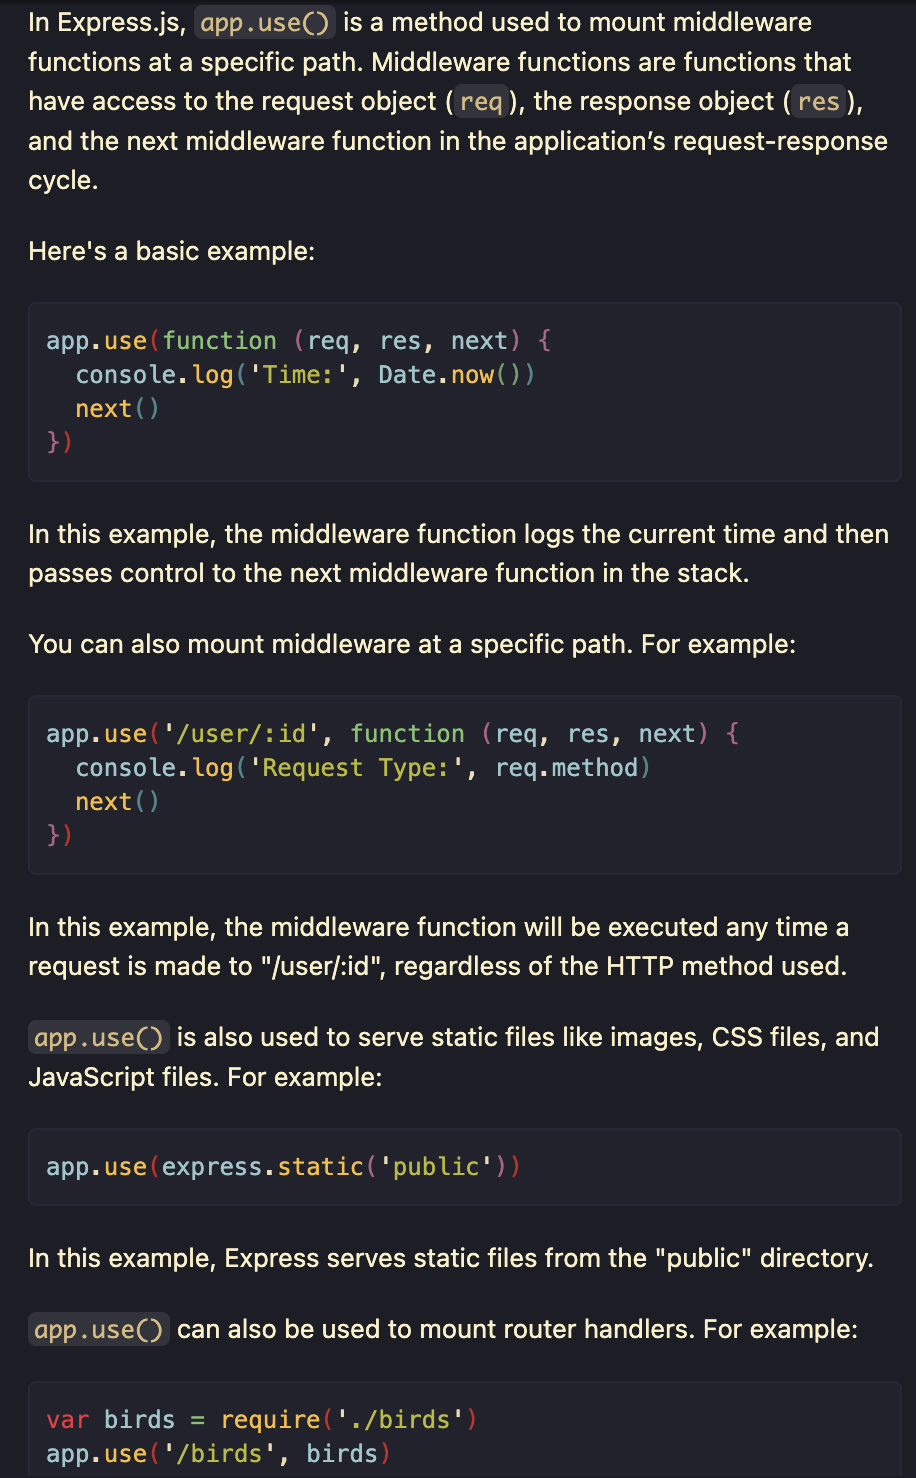 In Express.js, app.use() is a method used to mount middleware
functions at a specific path. Middleware functions are functions that
have access to the request object (req), the response object (res),
and the next middleware function in the application’s request-response
cycle.
Here's a basic example:
app.use(function (req, res, next) {
  console.log('Time:', Date.now())
  next()
})
In this example, the middleware function logs the current time and then
passes control to the next middleware function in the stack.
You can also mount middleware at a specific path. For example:
app.use('/user/:id', function (req, res, next) {
  console.log('Request Type:', req.method)
  next()
})
In this example, the middleware function will be executed any time a
request is made to "/user/:id", regardless of the HTTP method used.
app.use() is also used to serve static files like images, CSS files, and
JavaScript files. For example:
app.use(express.static('public'))
In this example, Express serves static files from the "public" directory.
app.use() can also be used to mount router handlers. For example:
var birds = require('./birds')
app.use('/birds', birds)